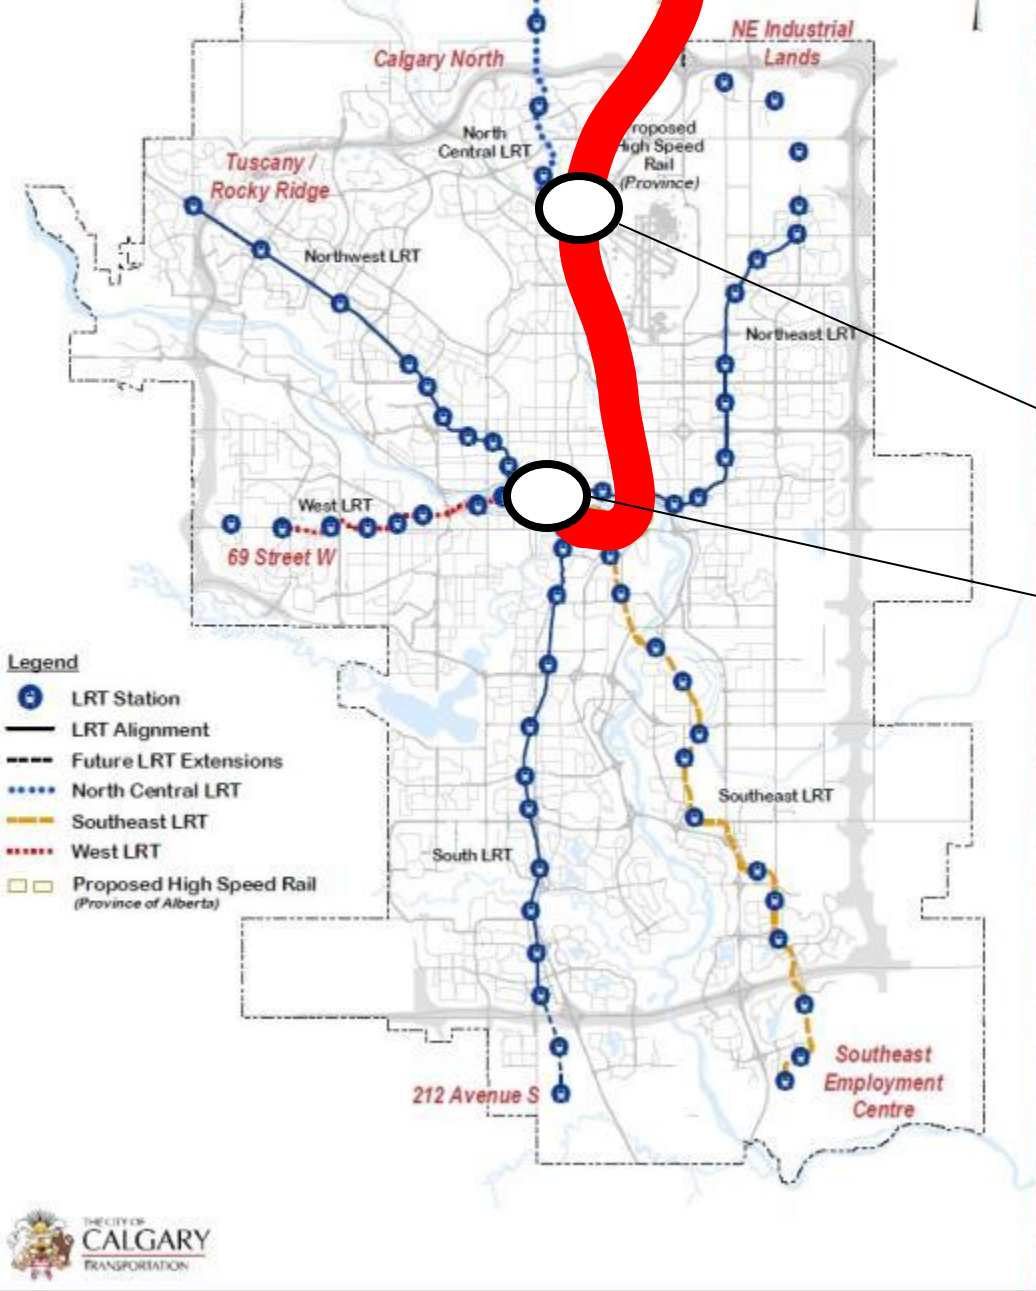 NE Industrial
Lands
Calgary North
North
Central LRT
roposed
High Speed
Rail
(Province)
Tuscany /
Rocky Ridge
Northwest LRT
Northeast LRT
West LRT
69 Street W
Legend
LRT Station
LRT Alignment
Future LRT Extensions
North Central LRT
Southeast LRT
West LRT
Proposed High Speed Rail
(Province of Alberta)
Southeast LRT
South LRT
212 Avenue S
Southeast
Employment
Centre
THE CITY OF
CALGARY
TRANSPORTATION